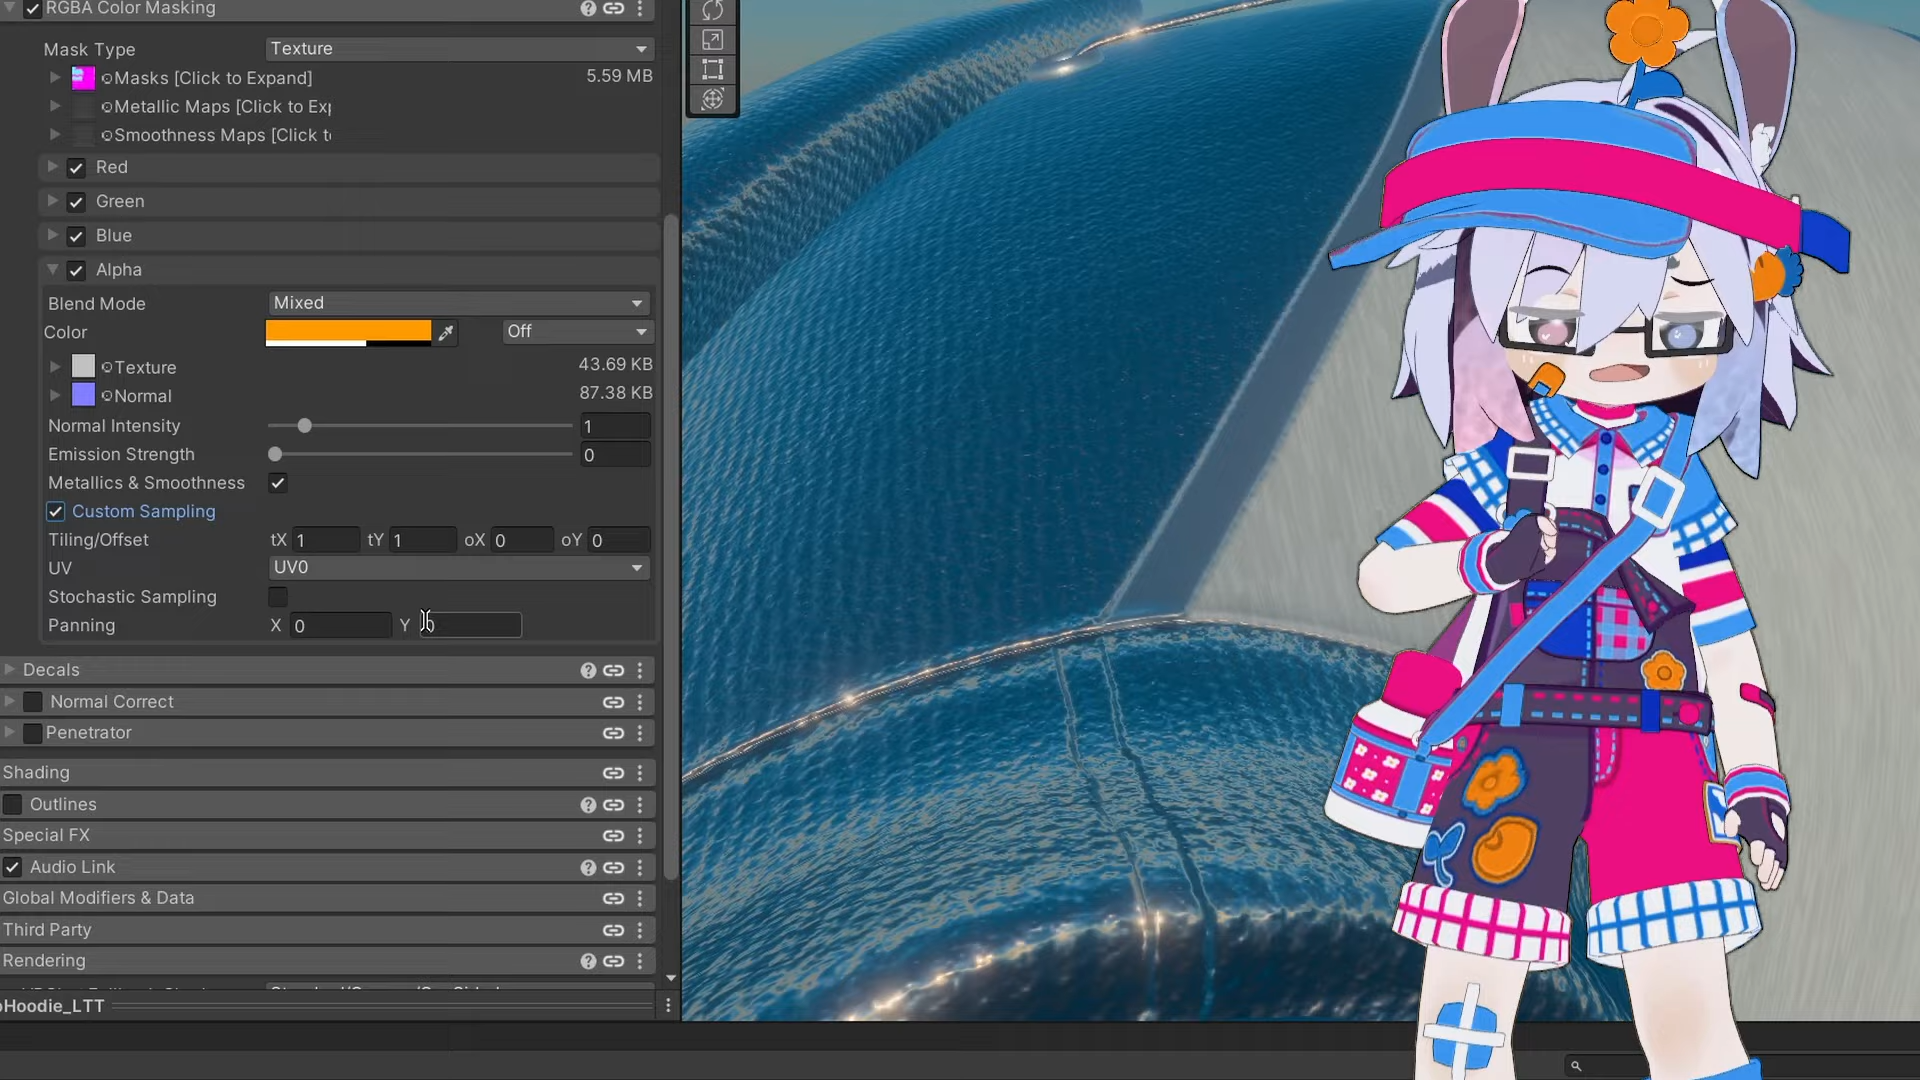 RGBA Color Masking
Mask Type Texture
Masks [Click to Expand] 5.59 MB
Metallic Maps [Click to Exp
Smoothness Maps [Click t
Red
Green
Blue
Alpha
Blend Mode Mixed
Color Off
Texture 43.69 KB
Normal 87.38 KB
Normal Intensity 1
Emission Strength 0
Metallics & Smoothness
Custom Sampling
Tiling/Offset tX 1 tY 1 oX 0 oY 0
UV UV0
Stochastic Sampling
Panning X 0 Y 0
Decals
Normal Correct
Penetrator
Shading
Outlines
Special FX
Audio Link
Global Modifiers & Data
Third Party
Rendering
Hoodie_LTT